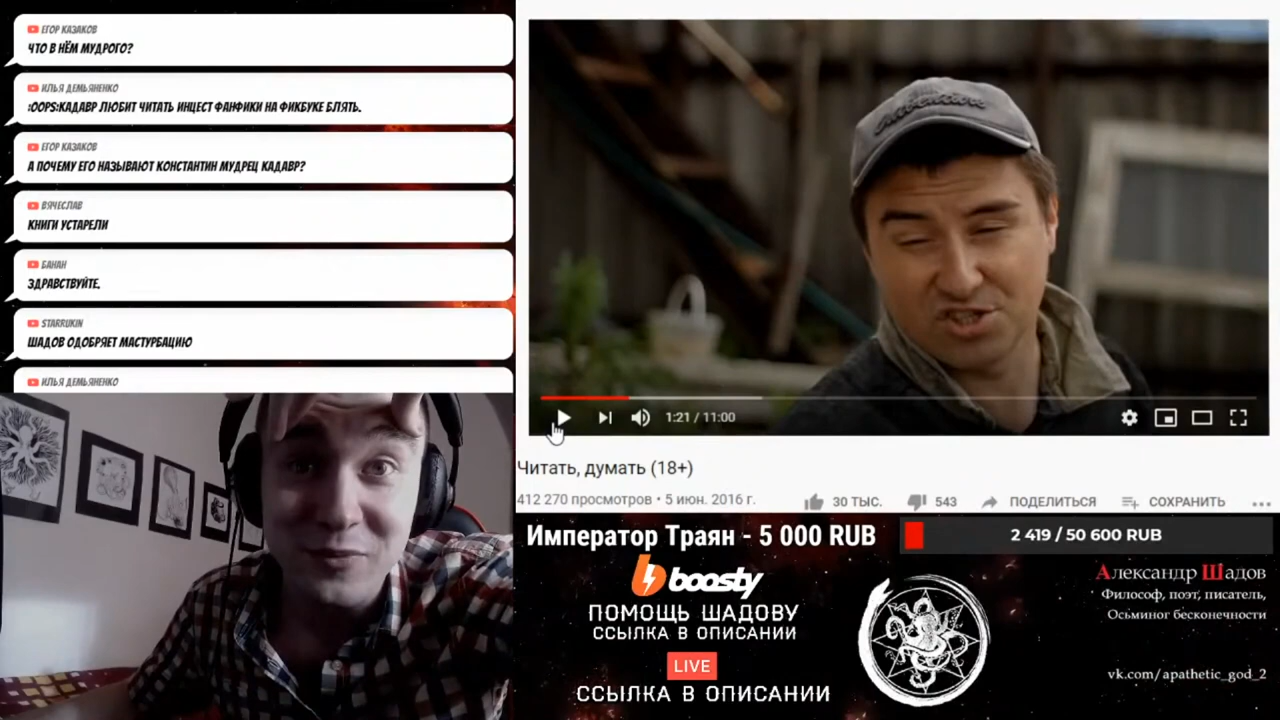 ЕГОР КАЗАКОВ
ЧТО В НЁМ МУДРОГО?
ИЛЬЯ ДЕМЬЯНЕНКО
:OOPS:КАДАВР ЛЮБИТ ЧИТАТЬ ИНЦЕСТ ФАНФИКИ НА ФИКБУКЕ БЛЯТЬ.
ЕГОР КАЗАКОВ
А ПОЧЕМУ ЕГО НАЗЫВАЮТ КОНСТАНТИН МУДРЕЦ КАДАВР?
ВЯЧЕСЛАВ
КНИГИ УСТАРЕЛИ
БАНАН
ЗДРАВСТВУЙТЕ.
STARRUKIN
ШАДОВ ОДОБРЯЕТ МАСТУРБАЦИЮ
ИЛЬЯ ДЕМЬЯНЕНКО
1:21 / 11:00
Читать, думать (18+)
412 270 просмотров • 5 июн. 2016 г.
30 ТЫС.
543
ПОДЕЛИТЬСЯ
СОХРАНИТЬ
Император Траян - 5 000 RUB
2 419 / 50 600 RUB
boosty
ПОМОЩЬ ШАДОВУ
ССЫЛКА В ОПИСАНИИ
LIVE
ССЫЛКА В ОПИСАНИИ
Александр Шадов
Философ, поэт, писатель,
Осьминог бесконечности
vk.com/apathetic_god_2